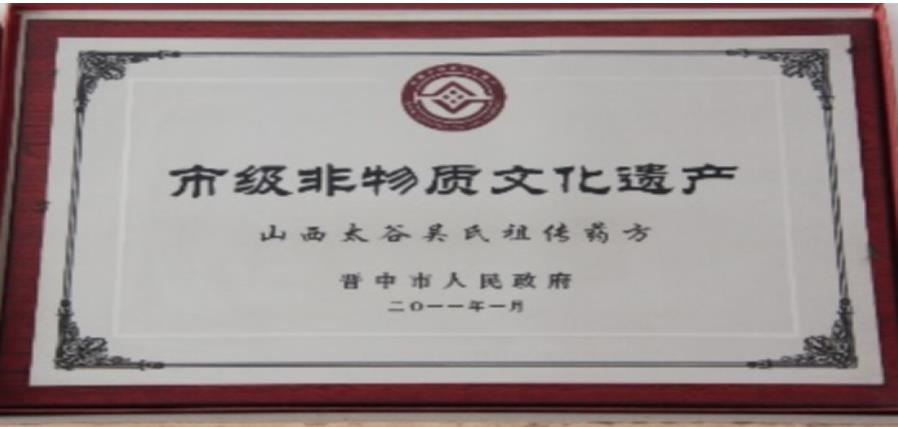 市级非物质文化遗产
山西太谷吴氏祖传药方
晋中市人民政府
二〇一一年一月